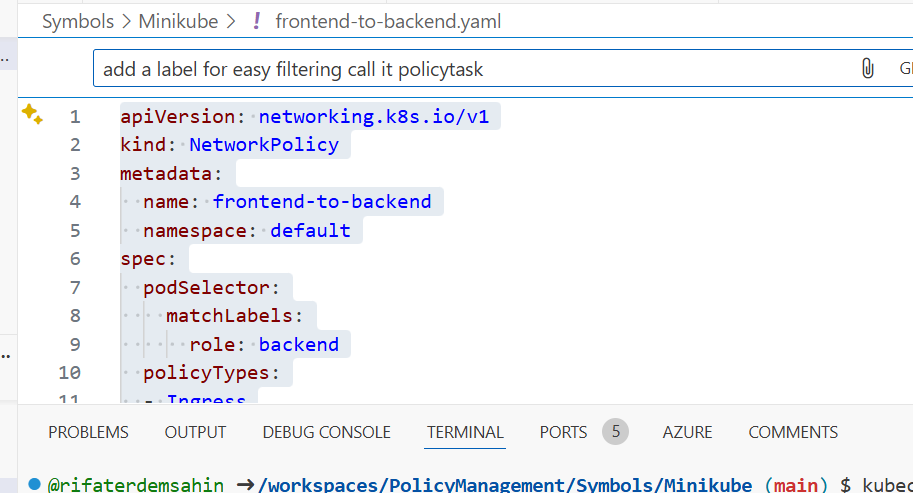 Symbols > Minikube > ! frontend-to-backend.yaml
add a label for easy filtering call it policytask
1 apiVersion: networking.k8s.io/v1
2 kind: NetworkPolicy
3 metadata:
4 name: frontend-to-backend
5 namespace: default
6 spec:
7 podSelector:
8 matchLabels:
9 role: backend
10 policyTypes:
11 - Ingress
PROBLEMS OUTPUT DEBUG CONSOLE TERMINAL PORTS 5 AZURE COMMENTS
@rifaterdemsahin ➜/workspaces/PolicyManagement/Symbols/Minikube (main) $ kubec